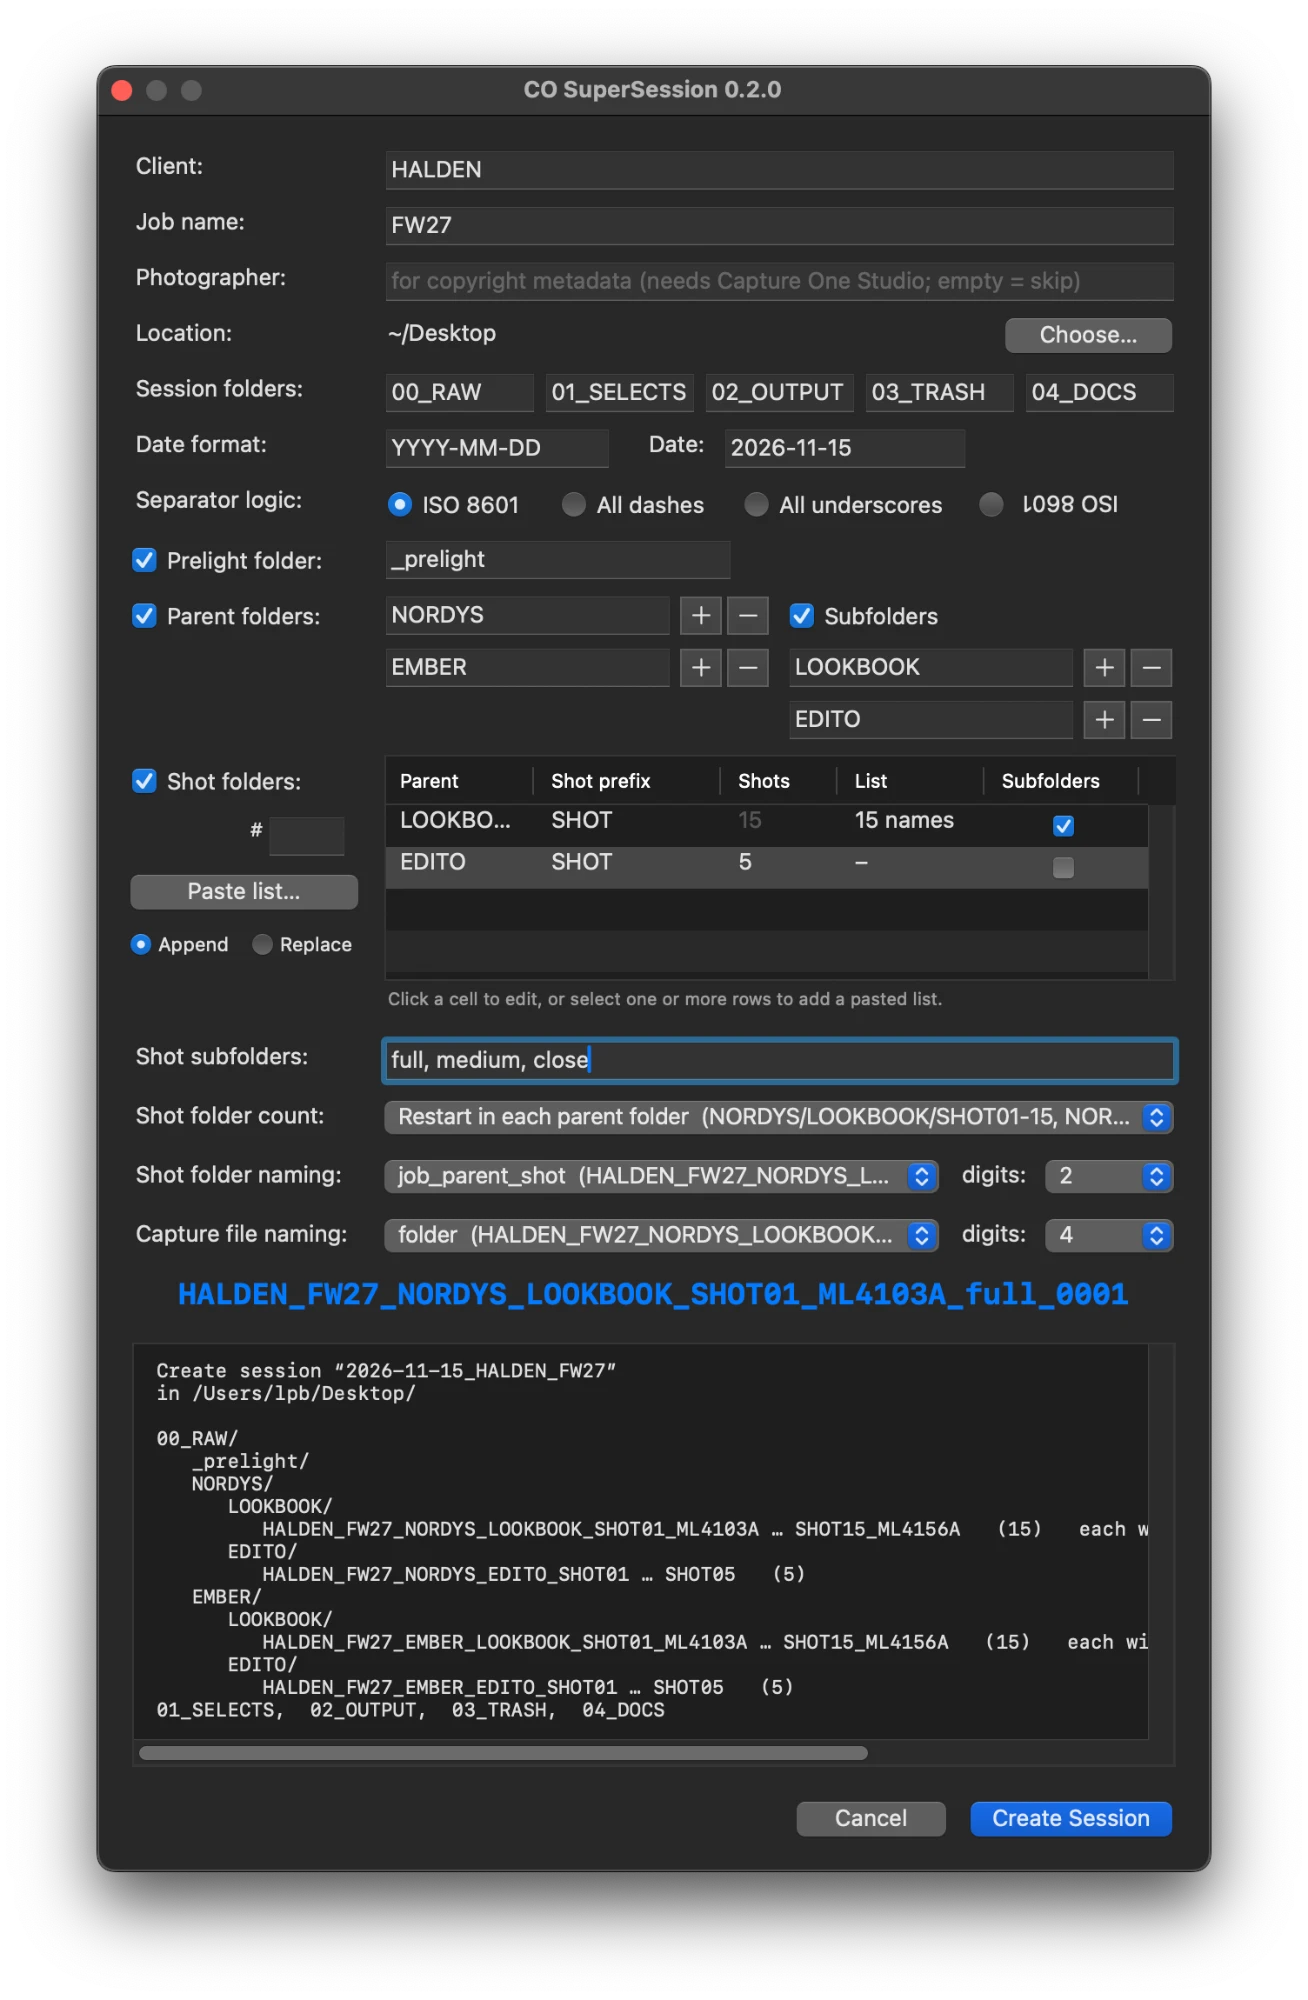 CO SuperSession 0.2.0
Client: HALDEN
Job name: FW27
Photographer: for copyright metadata (needs Capture One Studio; empty = skip)
Location: ~/Desktop Choose...
Session folders: 00_RAW 01_SELECTS 02_OUTPUT 03_TRASH 04_DOCS
Date format: YYYY-MM-DD Date: 2026-11-15
Separator logic: ISO 8601 All dashes All underscores 1098 OSI
Prelight folder: _prelight
Parent folders: NORDYS + − Subfolders
EMBER + − LOOKBOOK + −
EDITO + −
Shot folders: Parent Shot prefix Shots List Subfolders
LOOKBO... SHOT 15 15 names
# EDITO SHOT 5 –
Paste list...
Append Replace
Click a cell to edit, or select one or more rows to add a pasted list.
Shot subfolders: full, medium, close
Shot folder count: Restart in each parent folder (NORDYS/LOOKBOOK/SHOT01-15, NOR...
Shot folder naming: job_parent_shot (HALDEN_FW27_NORDYS_L... digits: 2
Capture file naming: folder (HALDEN_FW27_NORDYS_LOOKBOOK... digits: 4
HALDEN_FW27_NORDYS_LOOKBOOK_SHOT01_ML4103A_full_0001
Create session “2026–11–15_HALDEN_FW27”
in /Users/lpb/Desktop/
00_RAW/
_prelight/
NORDYS/
LOOKBOOK/
HALDEN_FW27_NORDYS_LOOKBOOK_SHOT01_ML4103A … SHOT15_ML4156A (15) each w
EDITO/
HALDEN_FW27_NORDYS_EDITO_SHOT01 … SHOT05 (5)
EMBER/
LOOKBOOK/
HALDEN_FW27_EMBER_LOOKBOOK_SHOT01_ML4103A … SHOT15_ML4156A (15) each wi
EDITO/
HALDEN_FW27_EMBER_EDITO_SHOT01 … SHOT05 (5)
01_SELECTS, 02_OUTPUT, 03_TRASH, 04_DOCS
Cancel Create Session